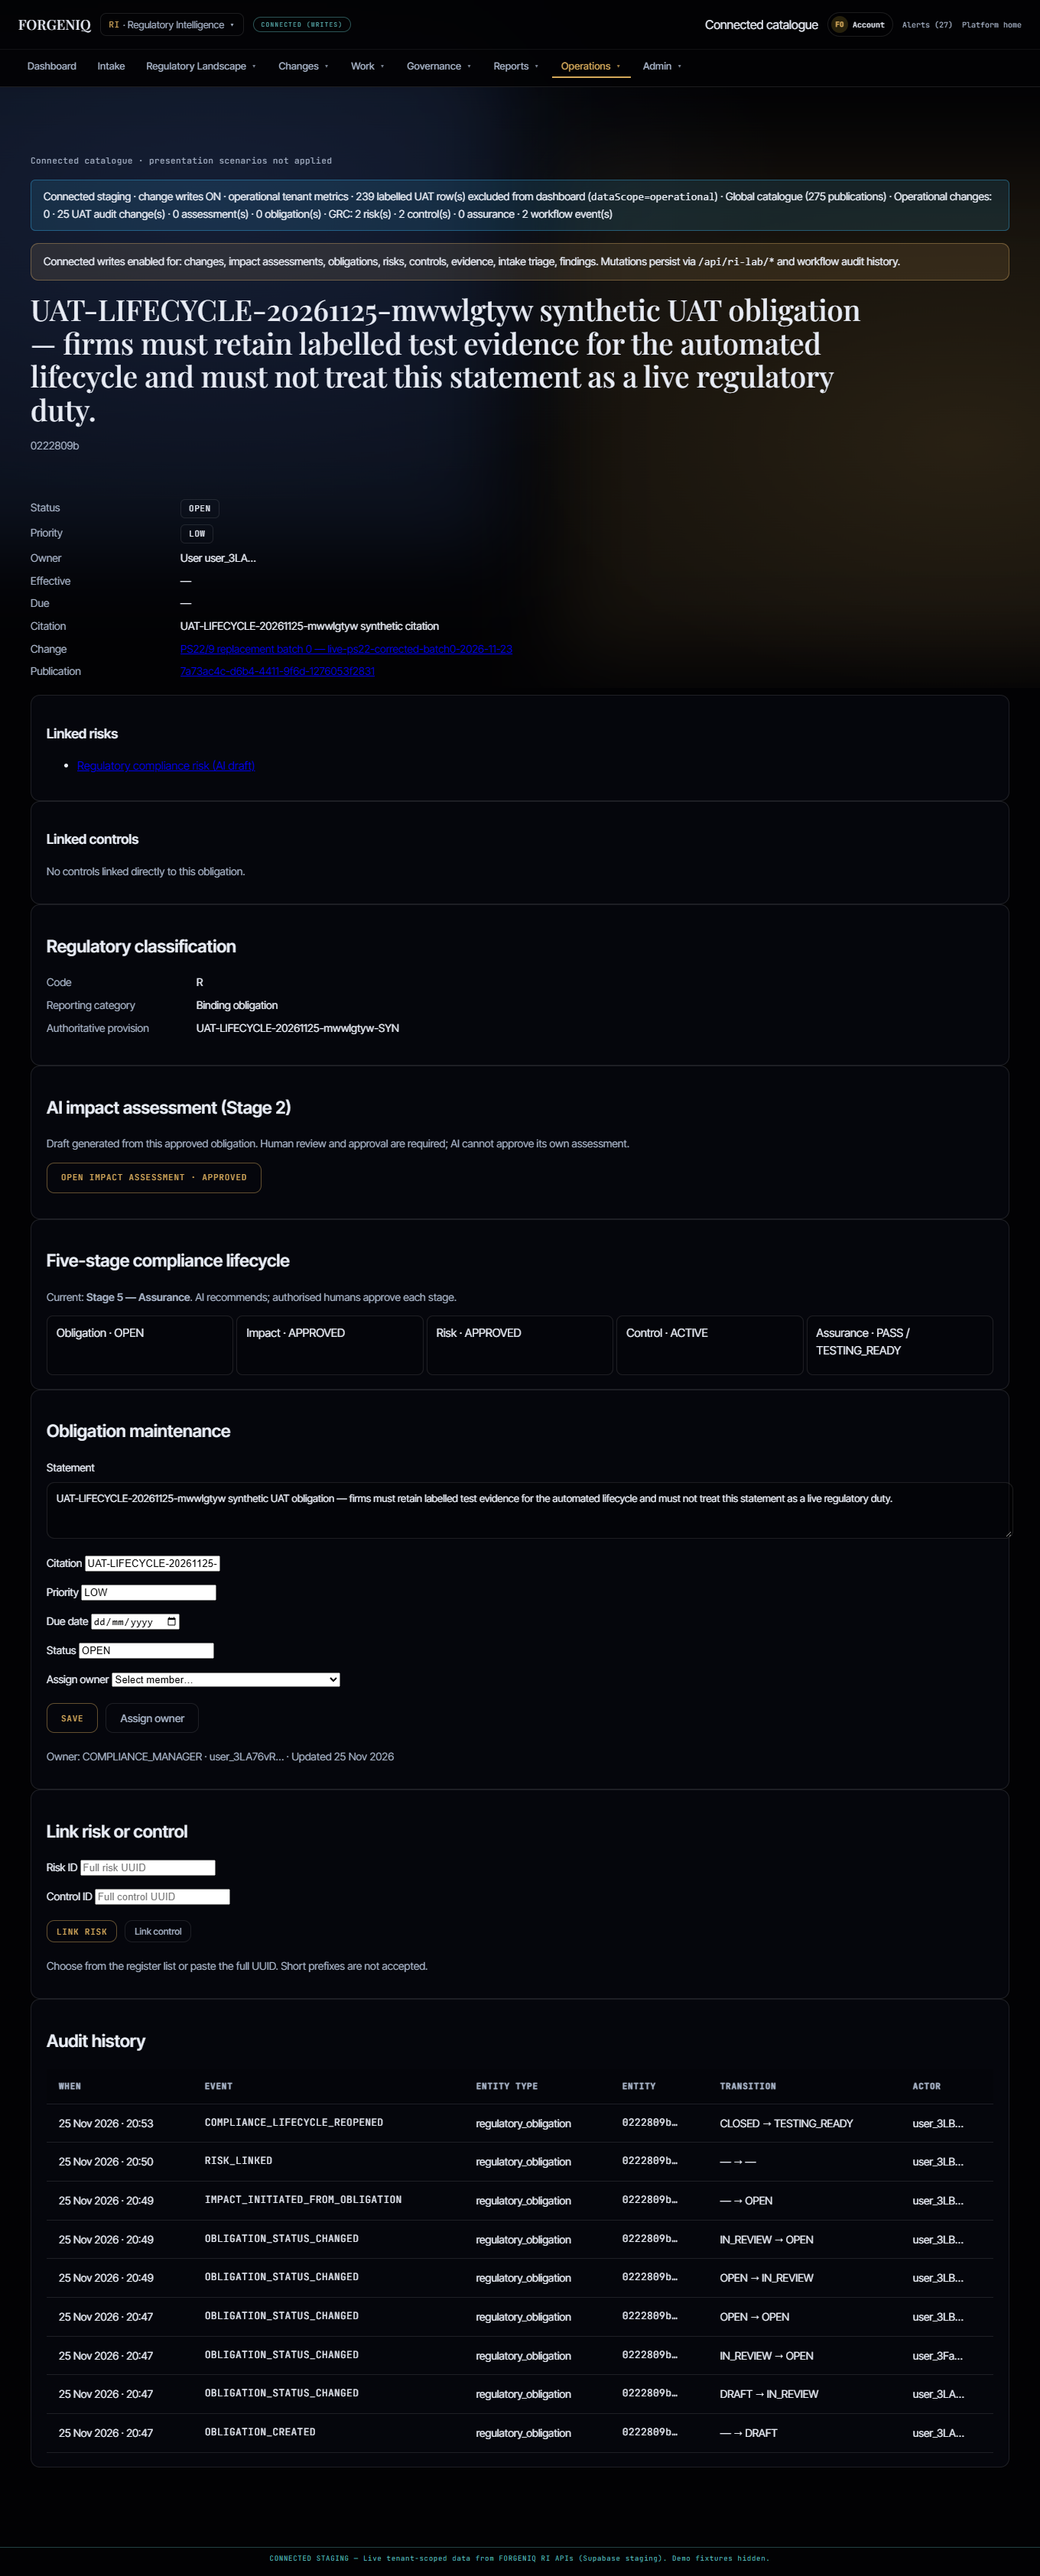 FORGENIQ
RI · Regulatory Intelligence
CONNECTED (WRITES)
Connected catalogue
FO Account
Alerts (27)
Platform home
Dashboard
Intake
Regulatory Landscape
Changes
Work
Governance
Reports
Operations
Admin
Connected catalogue · presentation scenarios not applied
Connected staging · change writes ON · operational tenant metrics · 239 labelled UAT row(s) excluded from dashboard (dataScope=operational) · Global catalogue (275 publications) · Operational changes:
0 · 25 UAT audit change(s) · 0 assessment(s) · 0 obligation(s) · GRC: 2 risk(s) · 2 control(s) · 0 assurance · 2 workflow event(s)
Connected writes enabled for: changes, impact assessments, obligations, risks, controls, evidence, intake triage, findings. Mutations persist via /api/ri-lab/* and workflow audit history.
UAT-LIFECYCLE-20261125-mwwlgtyw synthetic UAT obligation
— firms must retain labelled test evidence for the automated
lifecycle and must not treat this statement as a live regulatory
duty.
0222809b
Status OPEN
Priority LOW
Owner User user_3LA...
Effective —
Due —
Citation UAT-LIFECYCLE-20261125-mwwlgtyw synthetic citation
Change PS22/9 replacement batch 0 — live-ps22-corrected-batch0-2026-11-23
Publication
Linked risks
• Regulatory compliance risk (AI draft)
Linked controls
No controls linked directly to this obligation.
Regulatory classification
Code R
Reporting category Binding obligation
Authoritative provision UAT-LIFECYCLE-20261125-mwwlgtyw-SYN
AI impact assessment (Stage 2)
Draft generated from this approved obligation. Human review and approval are required; AI cannot approve its own assessment.
OPEN IMPACT ASSESSMENT · APPROVED
Five-stage compliance lifecycle
Current: Stage 5 — Assurance. AI recommends; authorised humans approve each stage.
Obligation · OPEN
Impact · APPROVED
Risk · APPROVED
Control · ACTIVE
Assurance · PASS /
TESTING_READY
Obligation maintenance
Statement
UAT-LIFECYCLE-20261125-mwwlgtyw synthetic UAT obligation — firms must retain labelled test evidence for the automated lifecycle and must not treat this statement as a live regulatory duty.
Citation UAT-LIFECYCLE-20261125-
Priority LOW
Due date dd/mm/yyyy
Status OPEN
Assign owner Select member...
SAVE Assign owner
Owner: COMPLIANCE_MANAGER · user_3LA76vR... · Updated 25 Nov 2026
Link risk or control
Risk ID Full risk UUID
Control ID Full control UUID
LINK RISK Link control
Choose from the register list or paste the full UUID. Short prefixes are not accepted.
Audit history
WHEN EVENT ENTITY TYPE ENTITY TRANSITION ACTOR
25 Nov 2026 · 20:53 COMPLIANCE_LIFECYCLE_REOPENED regulatory_obligation 0222809b… CLOSED → TESTING_READY user_3LB...
25 Nov 2026 · 20:50 RISK_LINKED regulatory_obligation 0222809b… — → — user_3LB...
25 Nov 2026 · 20:49 IMPACT_INITIATED_FROM_OBLIGATION regulatory_obligation 0222809b… — → OPEN user_3LB...
25 Nov 2026 · 20:49 OBLIGATION_STATUS_CHANGED regulatory_obligation 0222809b… IN_REVIEW → OPEN user_3LB...
25 Nov 2026 · 20:49 OBLIGATION_STATUS_CHANGED regulatory_obligation 0222809b… OPEN → IN_REVIEW user_3LB...
25 Nov 2026 · 20:47 OBLIGATION_STATUS_CHANGED regulatory_obligation 0222809b… OPEN → OPEN user_3LB...
25 Nov 2026 · 20:47 OBLIGATION_STATUS_CHANGED regulatory_obligation 0222809b… IN_REVIEW → OPEN user_3Fa...
25 Nov 2026 · 20:47 OBLIGATION_STATUS_CHANGED regulatory_obligation 0222809b… DRAFT → IN_REVIEW user_3LA...
25 Nov 2026 · 20:47 OBLIGATION_CREATED regulatory_obligation 0222809b… — → DRAFT user_3LA...
CONNECTED STAGING — Live tenant-scoped data from FORGENIQ RI APIs (Supabase staging). Demo fixtures hidden.